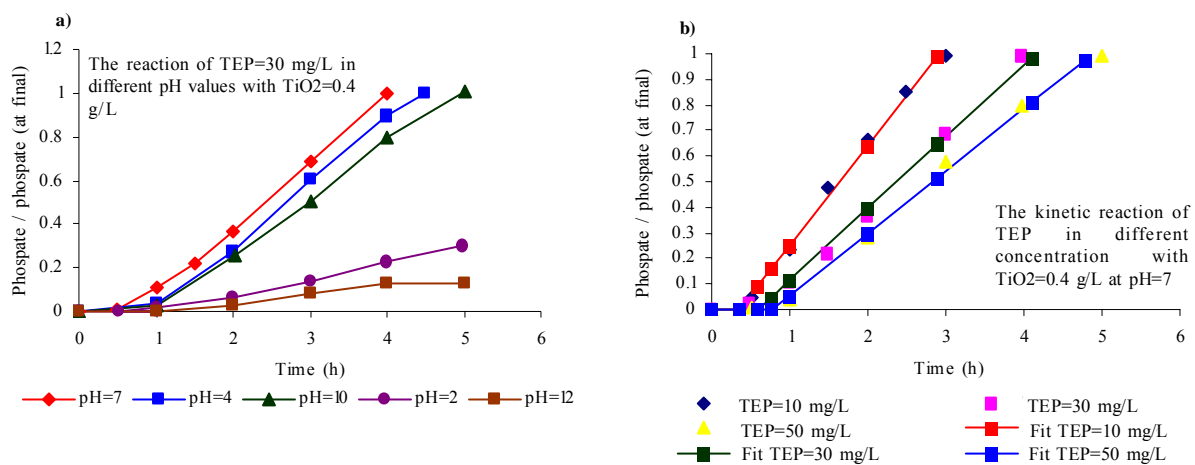 a)
The reaction of TEP=30 mg/L in
different pH values with TiO2=0.4
g/L
Phospate / phospate (at final)
1.2
1
0.8
0.6
0.4
0.2
0
0 1 2 3 4 5 6
Time (h)
pH=7 pH=4 pH=10 pH=2 pH=12
b)
Phospate / phospate (at final)
1
0.9
0.8
0.7
0.6
0.5
0.4
0.3
0.2
0.1
0
The kinetic reaction of
TEP in different
concentration with
TiO2=0.4 g/L at pH=7
0 1 2 3 4 5 6
Time (h)
TEP=10 mg/L TEP=30 mg/L
TEP=50 mg/L Fit TEP=10 mg/L
Fit TEP=30 mg/L Fit TEP=50 mg/L